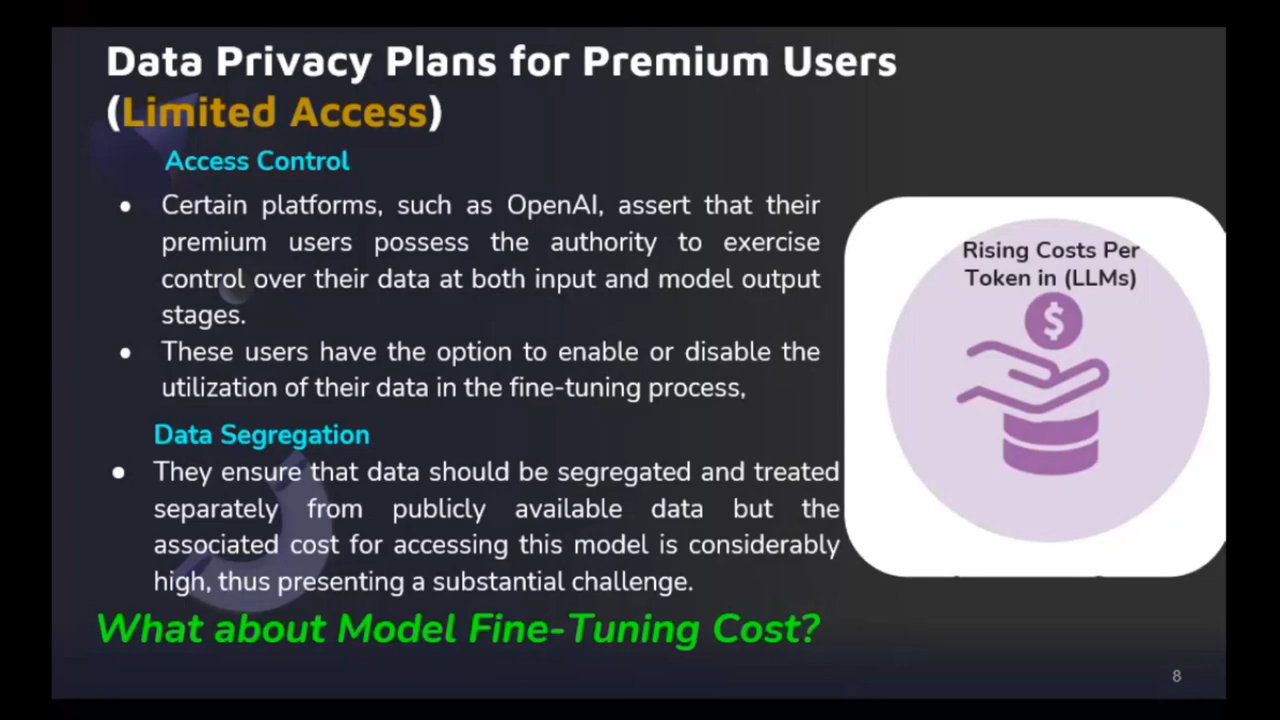 Data Privacy Plans for Premium Users
(Limited Access)
Access Control
● Certain platforms, such as OpenAI, assert that their
premium users possess the authority to exercise
control over their data at both input and model output
stages.
● These users have the option to enable or disable the
utilization of their data in the fine-tuning process,
Data Segregation
● They ensure that data should be segregated and treated
separately from publicly available data but the
associated cost for accessing this model is considerably
high, thus presenting a substantial challenge.
What about Model Fine-Tuning Cost?
Rising Costs Per
Token in (LLMs)
$
8